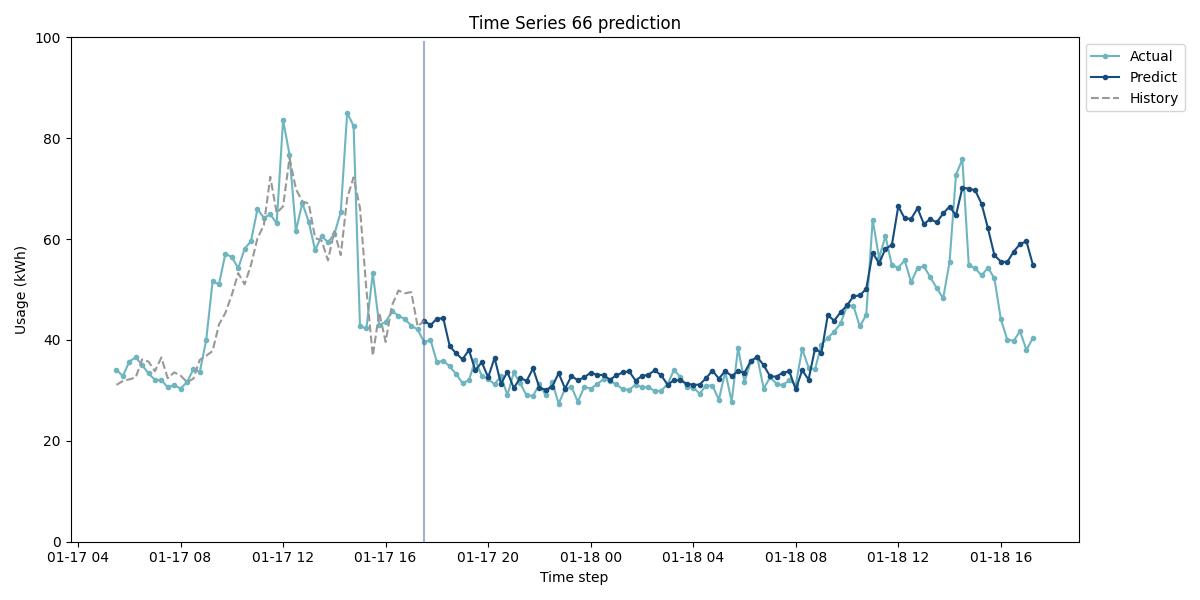 Time Series 66 prediction
100
80
60
40
20
0
Usage (kWh)
01-17 04
01-17 08
01-17 12
01-17 16
01-17 20
01-18 00
01-18 04
01-18 08
01-18 12
01-18 16
Time step
Actual
Predict
History